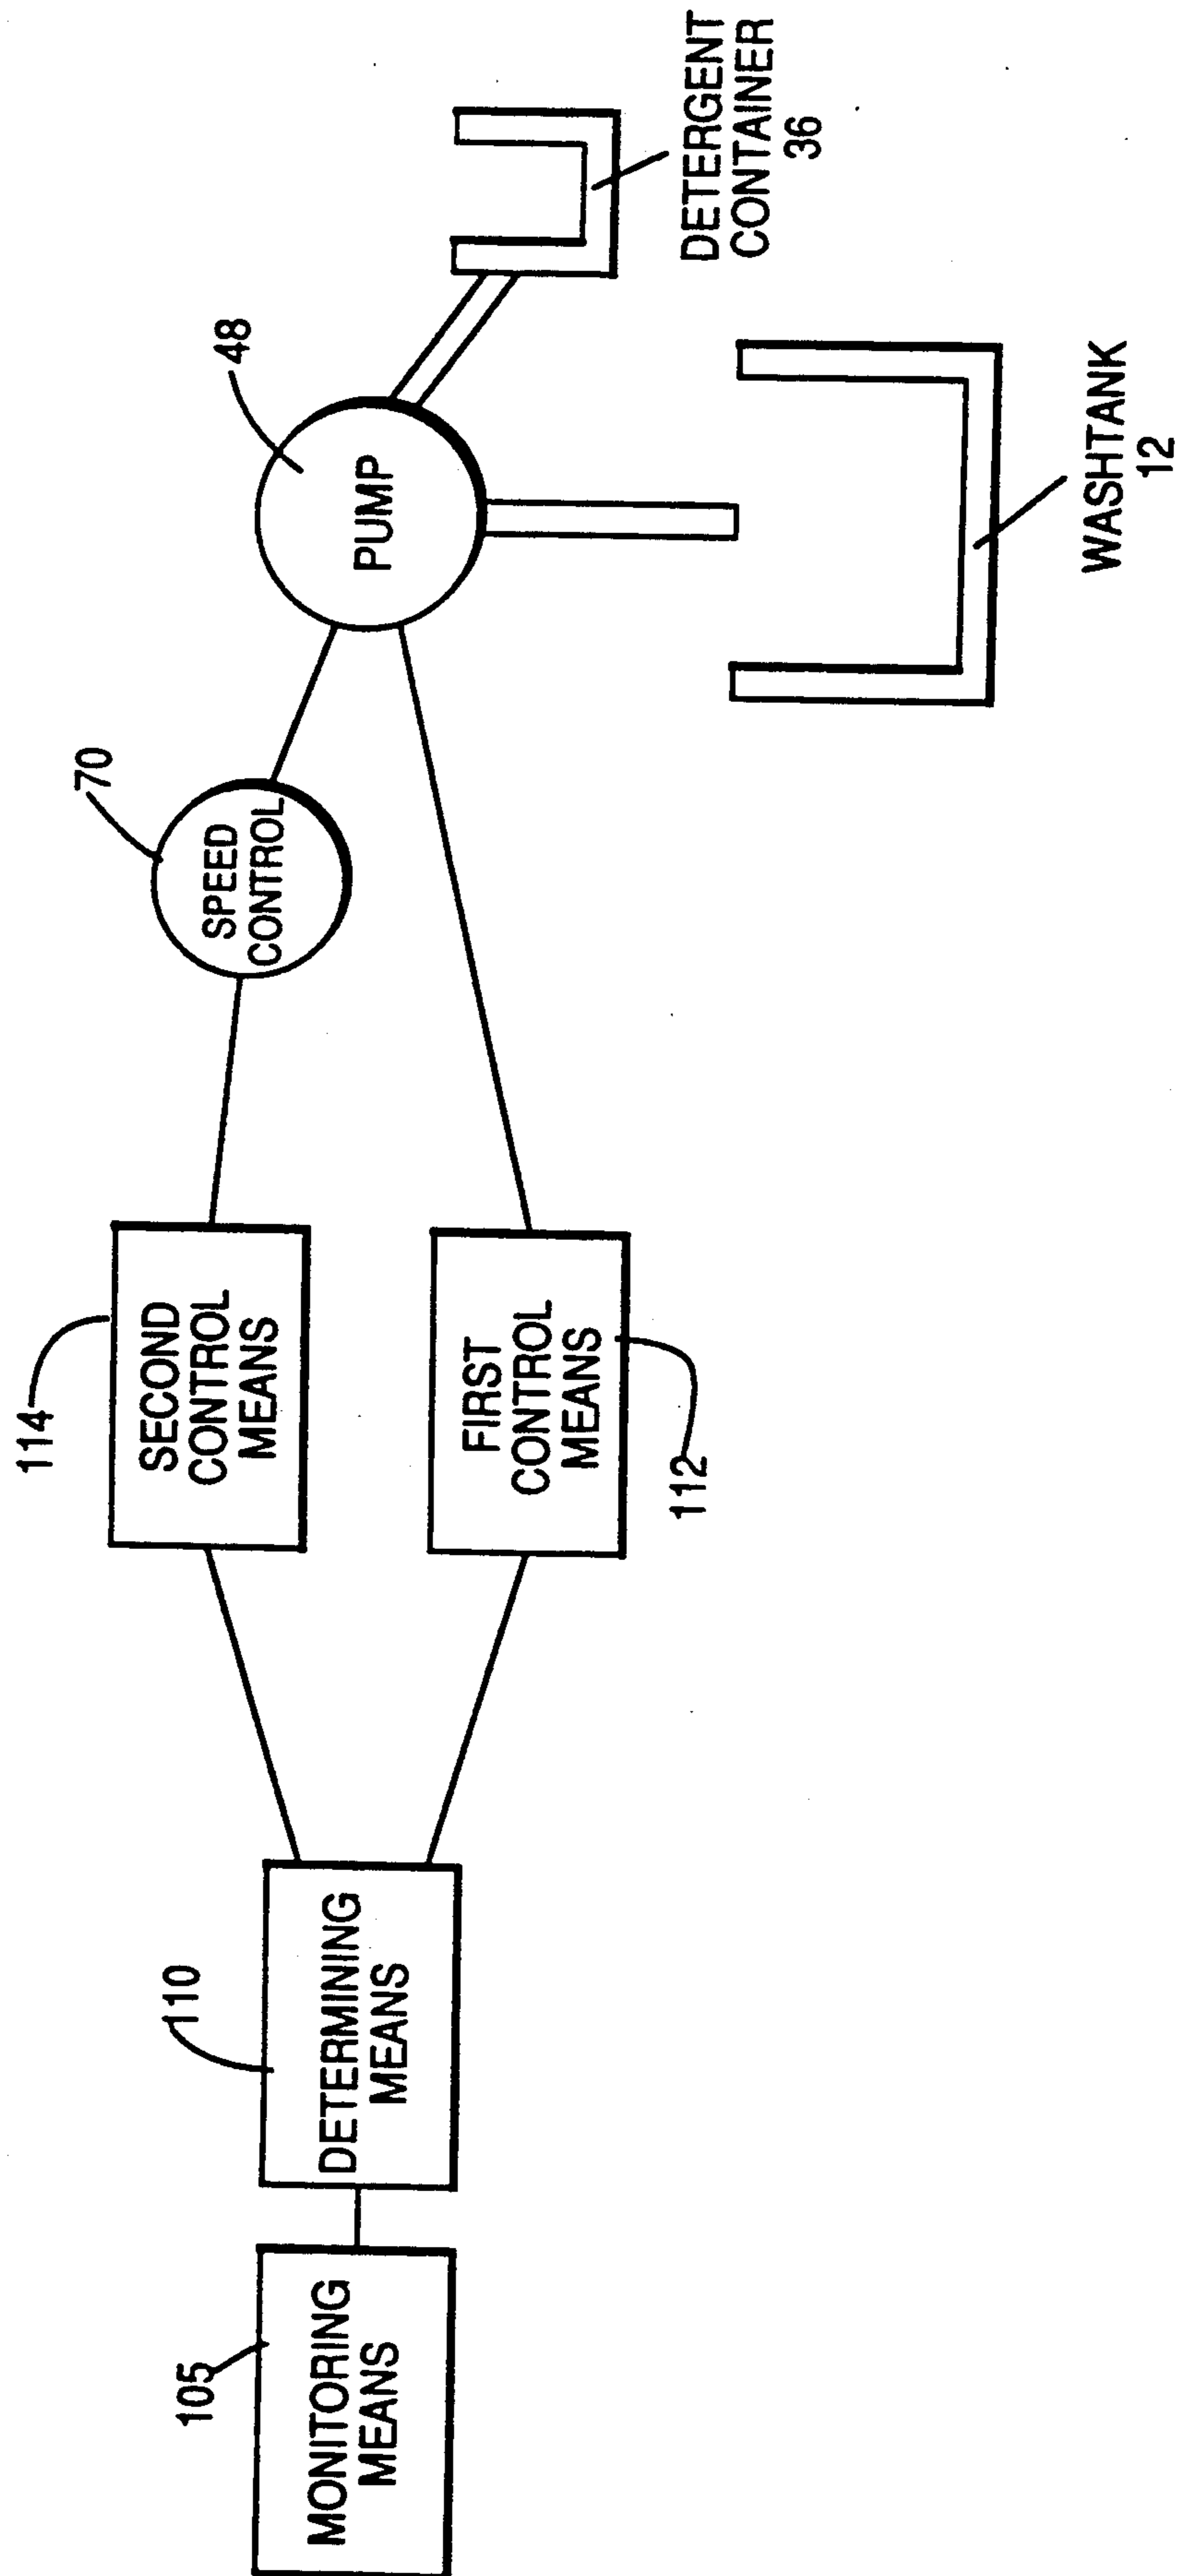 105
MONITORING
MEANS
110
DETERMINING
MEANS
114
SECOND
CONTROL
MEANS
FIRST
CONTROL
MEANS
112
70
SPEED
CONTROL
48
PUMP
WASHTANK
12
DETERGENT
CONTAINER
36